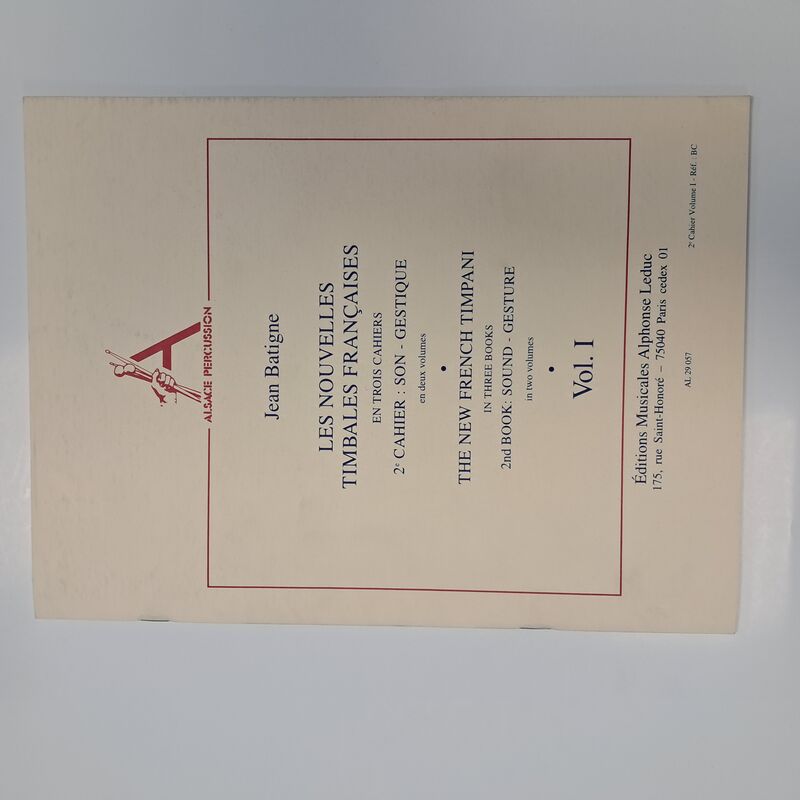 ALSACE PERCUSSION
Jean Batigne
LES NOUVELLES
TIMBALES FRANÇAISES
EN TROIS CAHIERS
2e CAHIER : SON - GESTIQUE
en deux volumes
•
THE NEW FRENCH TIMPANI
IN THREE BOOKS
2nd BOOK: SOUND - GESTURE
in two volumes
•
Vol. I
Éditions Musicales Alphonse Leduc
175, rue Saint-Honoré – 75040 Paris cedex 01
AL 29 057
2e Cahier Volume I - Réf. : BC